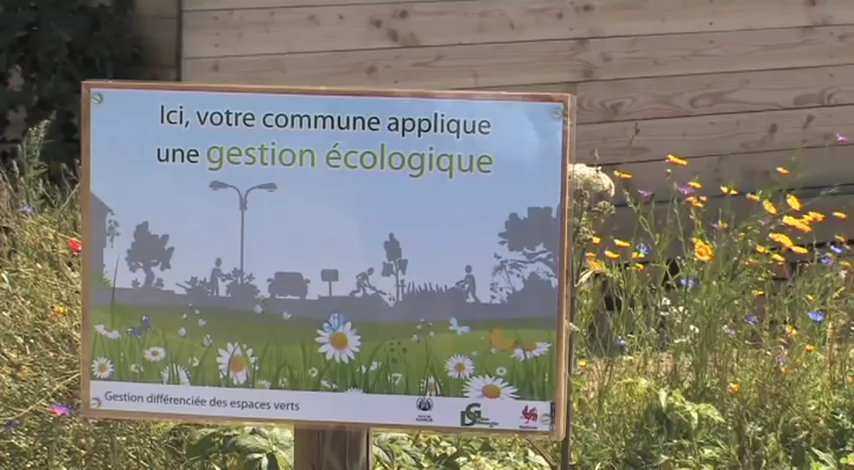 Ici, votre commune applique
une gestion écologique
Gestion différenciée des espaces verts